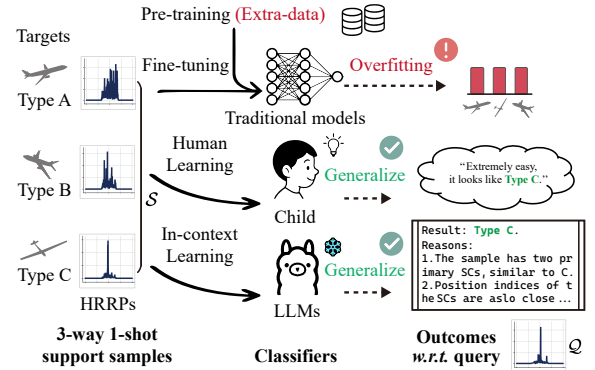 Pre-training (Extra-data)
Targets
Fine-tuning
Overfitting
Type A
Traditional models
Human
Learning
Generalize
"Extremely easy,
it looks like Type C."
Type B
S
Child
In-context
Learning
Generalize
Result: Type C.
Reasons:
1.The sample has two pr
imary SCs, similar to C.
2.Position indices of t
he SCs are aslo close...
Type C
HRRPs
LLMs
3-way 1-shot
support samples
Classifiers
Outcomes
w.r.t. query
Q